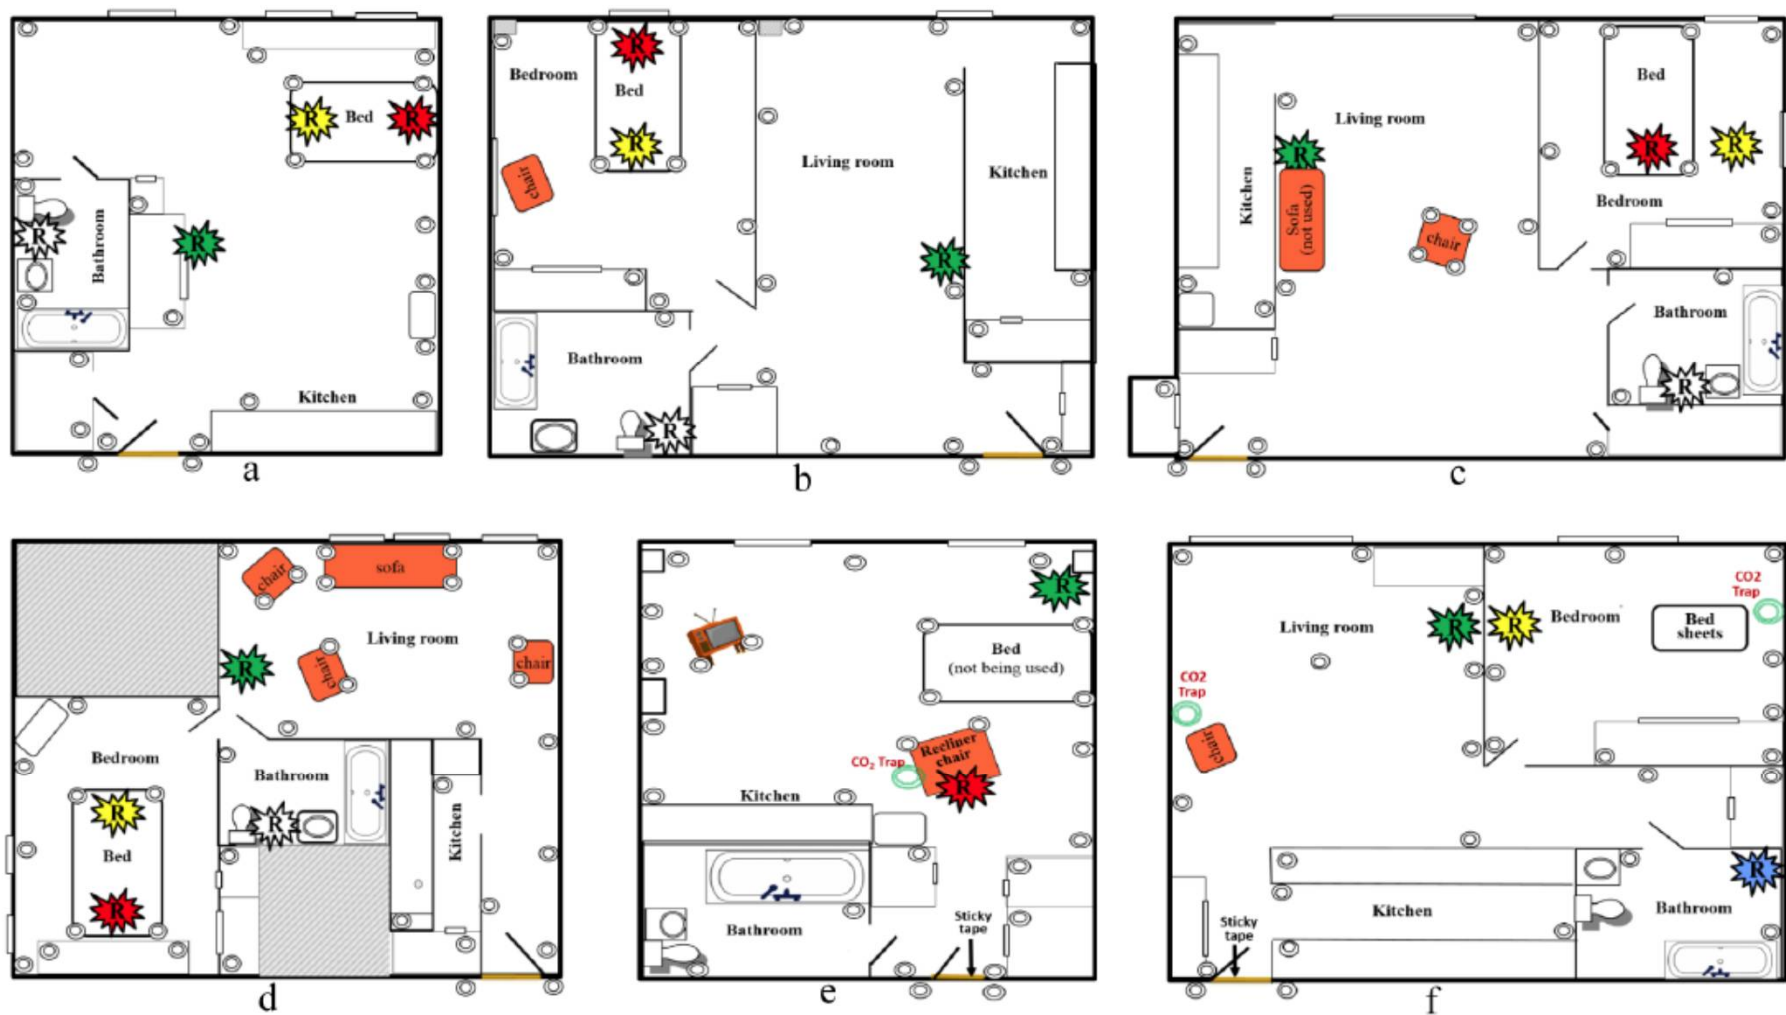 R
R
Bed
R
R
Bathroom
Kitchen
a
R
Bedroom
Bed
R
chair
Living room
Kitchen
R
Bathroom
R
b
Bed
Living room
R
R
R
Kitchen
Sofa
(not used)
chair
Bedroom
Bathroom
R
c
chair
sofa
Living room
R
chair
chair
Bedroom
Bathroom
R
R
Bed
Kitchen
R
d
R
Bed
(not being used)
Recliner
chair
CO₂ Trap
R
Kitchen
Sticky
tape
Bathroom
e
CO2
Trap
Bedroom
Bed
sheets
R
R
Living room
CO2
Trap
chair
R
Kitchen
Bathroom
Sticky
tape
f